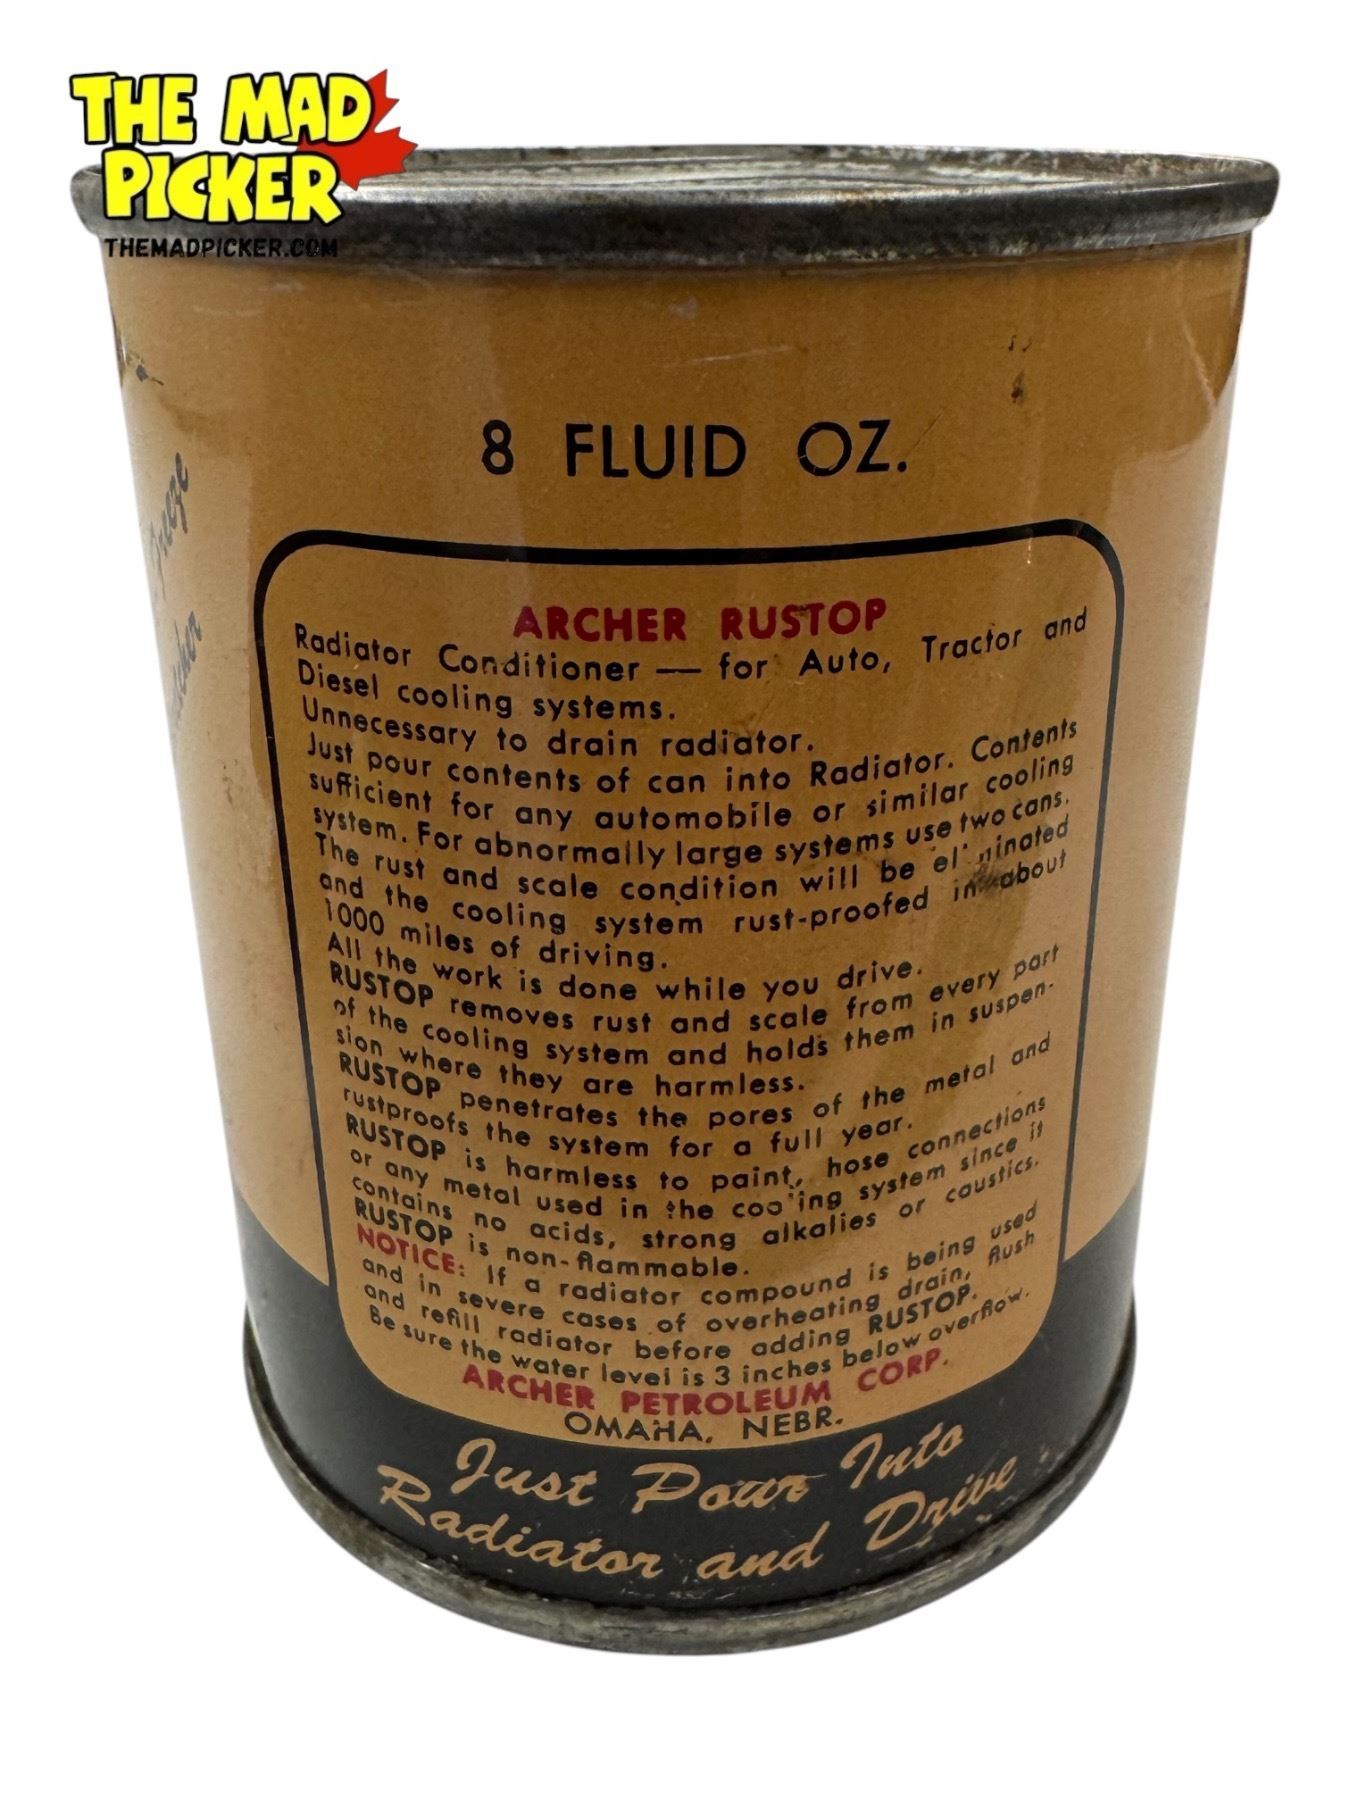 THE MAD
PICKER
THEMADPICKER.COM
8 FLUID OZ.
ARCHER RUSTOP
Radiator Conditioner — for Auto, Tractor and
Diesel cooling systems.
Unnecessary to drain radiator.
Just pour contents of can into Radiator. Contents
sufficient for any automobile or similar cooling
system. For abnormally large systems use two cans.
The rust and scale condition will be eliminated
and the cooling system rust-proofed in about
1000 miles of driving.
All the work is done while you drive.
RUSTOP removes rust and scale from every part
of the cooling system and holds them in suspen-
sion where they are harmless.
RUSTOP penetrates the pores of the metal and
rustproofs the system for a full year.
RUSTOP is harmless to paint, hose connections
or any metal used in the cooling system since it
contains no acids, strong alkalies or caustics.
RUSTOP is non-flammable.
NOTICE: If a radiator compound is being used
and in severe cases of overheating drain, flush
and refill radiator before adding RUSTOP.
Be sure the water level is 3 inches below overflow.
ARCHER PETROLEUM CORP.
OMAHA, NEBR.
Just Pour Into
Radiator and Drive